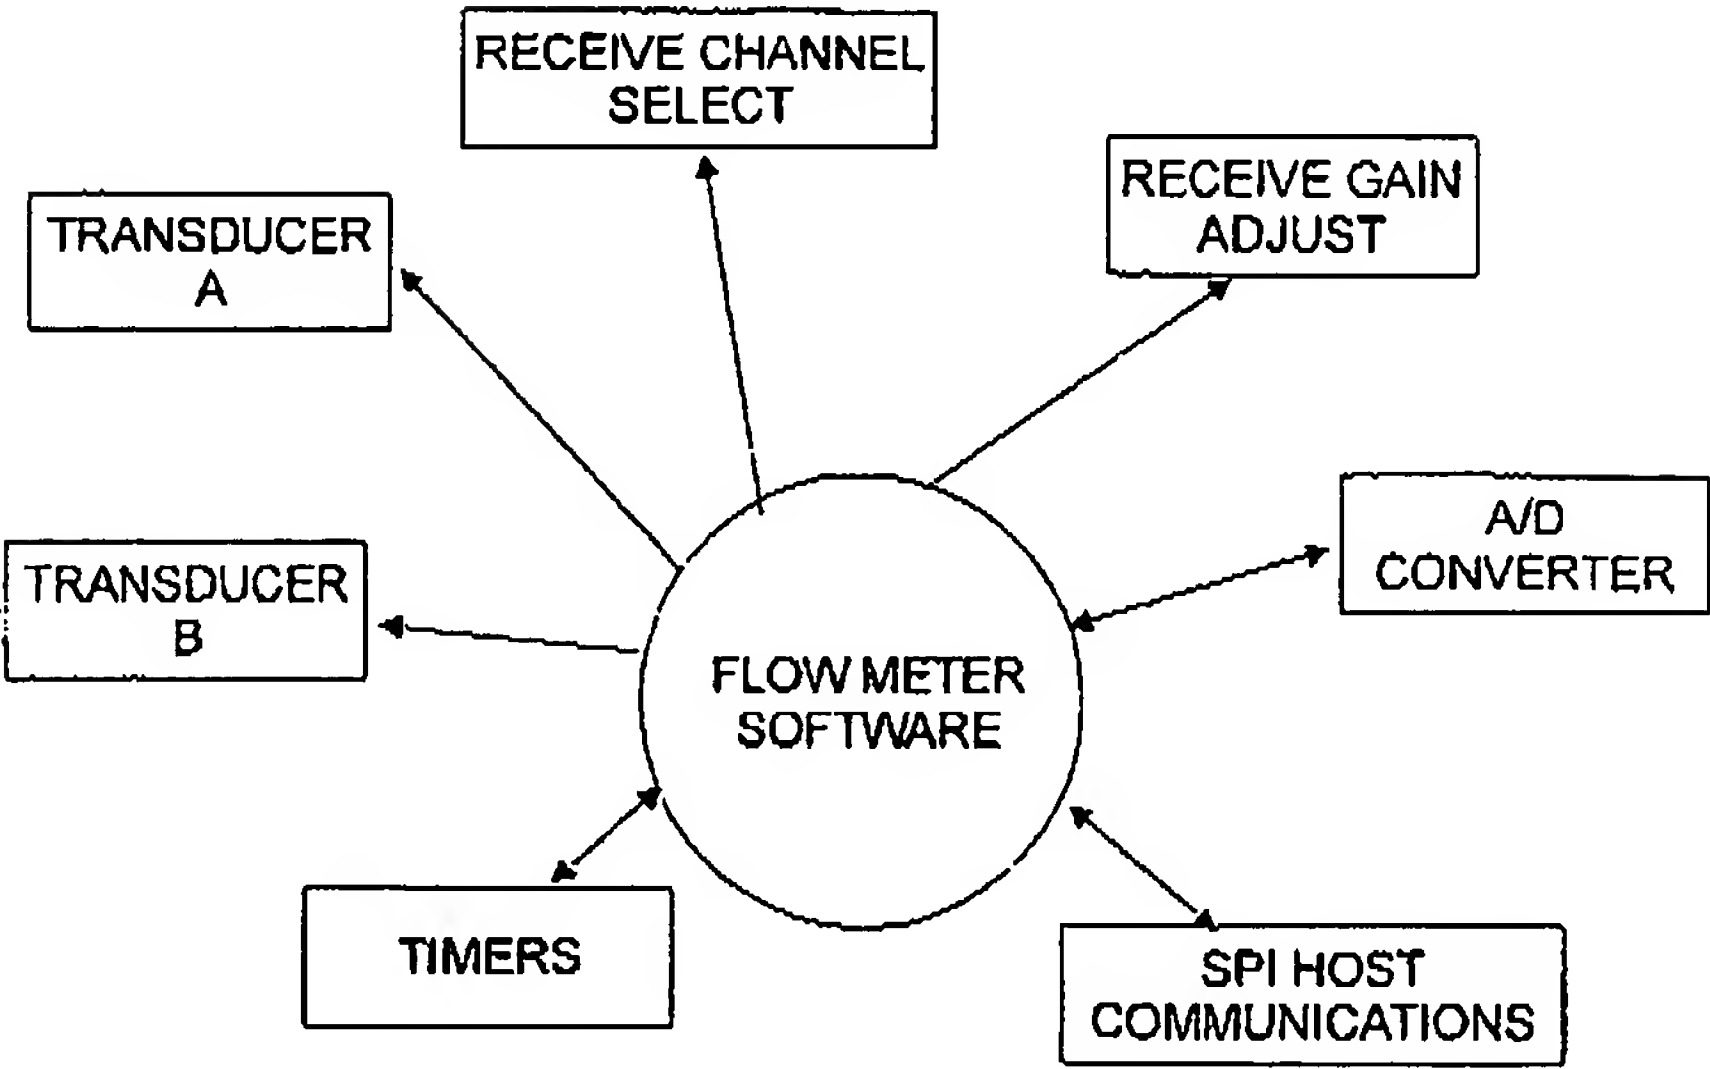 RECEIVE CHANNEL
SELECT
RECEIVE GAIN
ADJUST
TRANSDUCER
A
A/D
CONVERTER
TRANSDUCER
B
FLOW METER
SOFTWARE
TIMERS
SPI HOST
COMMUNICATIONS